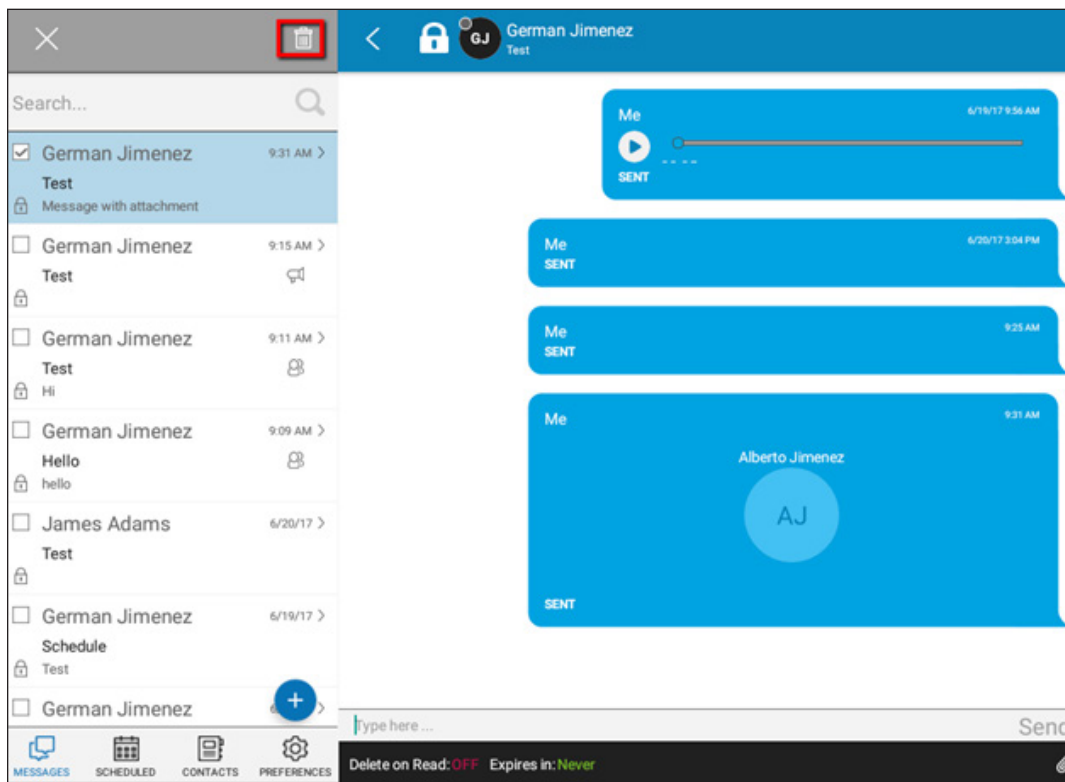 Search...
German Jimenez 9:31 AM
Test
Message with attachment
German Jimenez 9:15 AM
Test
German Jimenez 9:11 AM
Test
Hi
German Jimenez 9:09 AM
Hello
hello
James Adams 6/20/17
Test
German Jimenez 6/19/17
Schedule
Test
German Jimenez
+
MESSAGES SCHEDULED CONTACTS PREFERENCES
GJ German Jimenez
Test
Me 6/19/17 9:56 AM
-- --
SENT
Me 6/20/17 3:04 PM
SENT
Me 9:25 AM
SENT
Me 9:31 AM
Alberto Jimenez
AJ
SENT
Type here ... Send
Delete on Read:OFF Expires in:Never